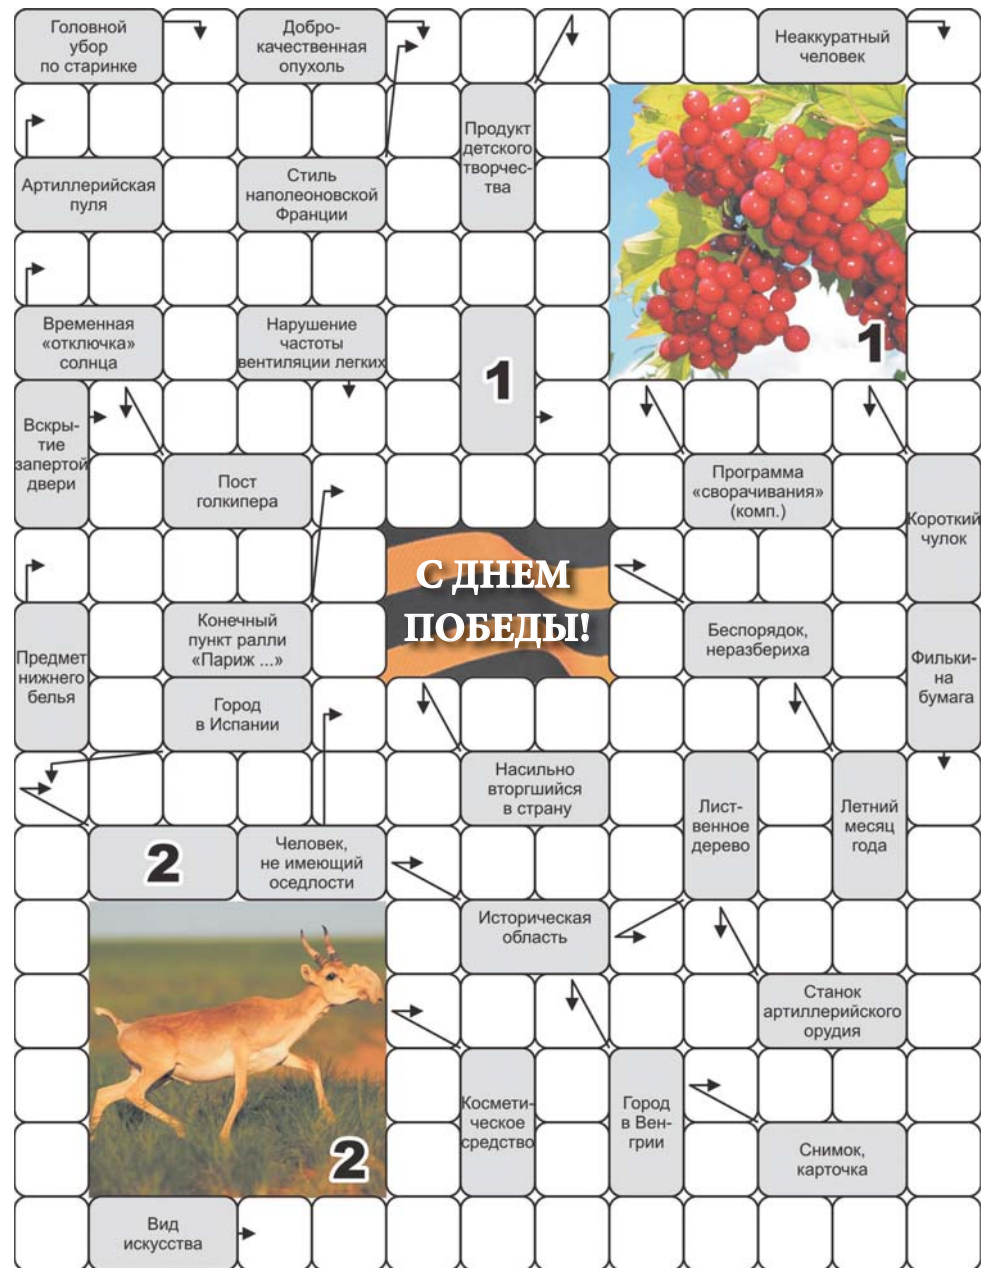 Головной
убор
по старинке
Добро-
качественная
опухоль
Неаккуратный
человек
Продукт
детского
творчес-
тва
Артиллерийская
пуля
Стиль
наполеоновской
Франции
Временная
«отключка»
солнца
Нарушение
частоты
вентиляции легких
1
1
Вскры-
тие
запертой
двери
Пост
голкипера
Программа
«сворачивания»
(комп.)
Короткий
чулок
С ДНЕМ
ПОБЕДЫ!
Предмет
нижнего
белья
Конечный
пункт ралли
«Париж ...»
Беспорядок,
неразбериха
Фильки-
на
бумага
Город
в Испании
Насильно
вторгшийся
в страну
Лист-
венное
дерево
Летний
месяц
года
2
Человек,
не имеющий
оседлости
Историческая
область
Станок
артиллерийского
орудия
Космети-
ческое
средство
Город
в Вен-
грии
2
Снимок,
карточка
Вид
искусства